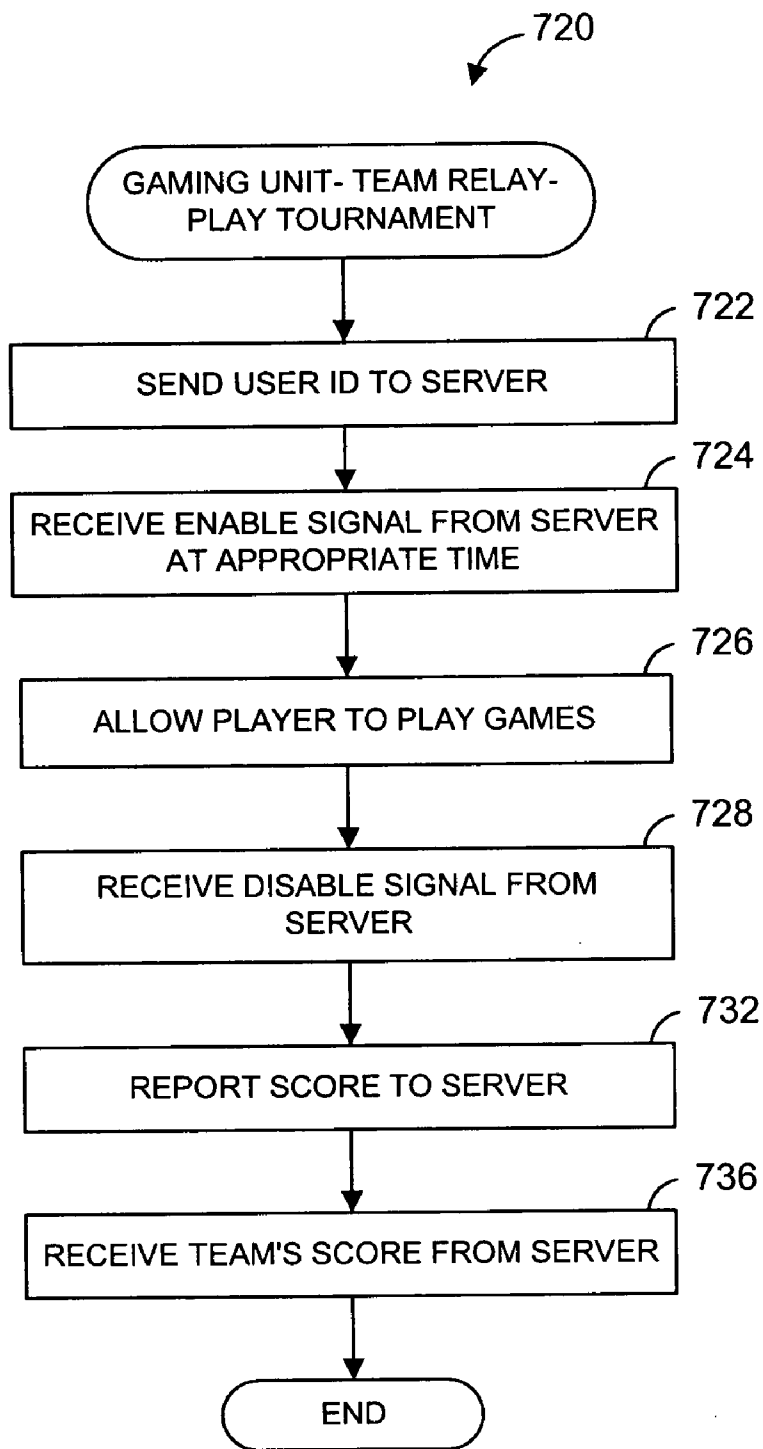 720
GAMING UNIT- TEAM RELAY-
PLAY TOURNAMENT
722
SEND USER ID TO SERVER
724
RECEIVE ENABLE SIGNAL FROM SERVER
AT APPROPRIATE TIME
726
ALLOW PLAYER TO PLAY GAMES
728
RECEIVE DISABLE SIGNAL FROM
SERVER
732
REPORT SCORE TO SERVER
736
RECEIVE TEAM'S SCORE FROM SERVER
END